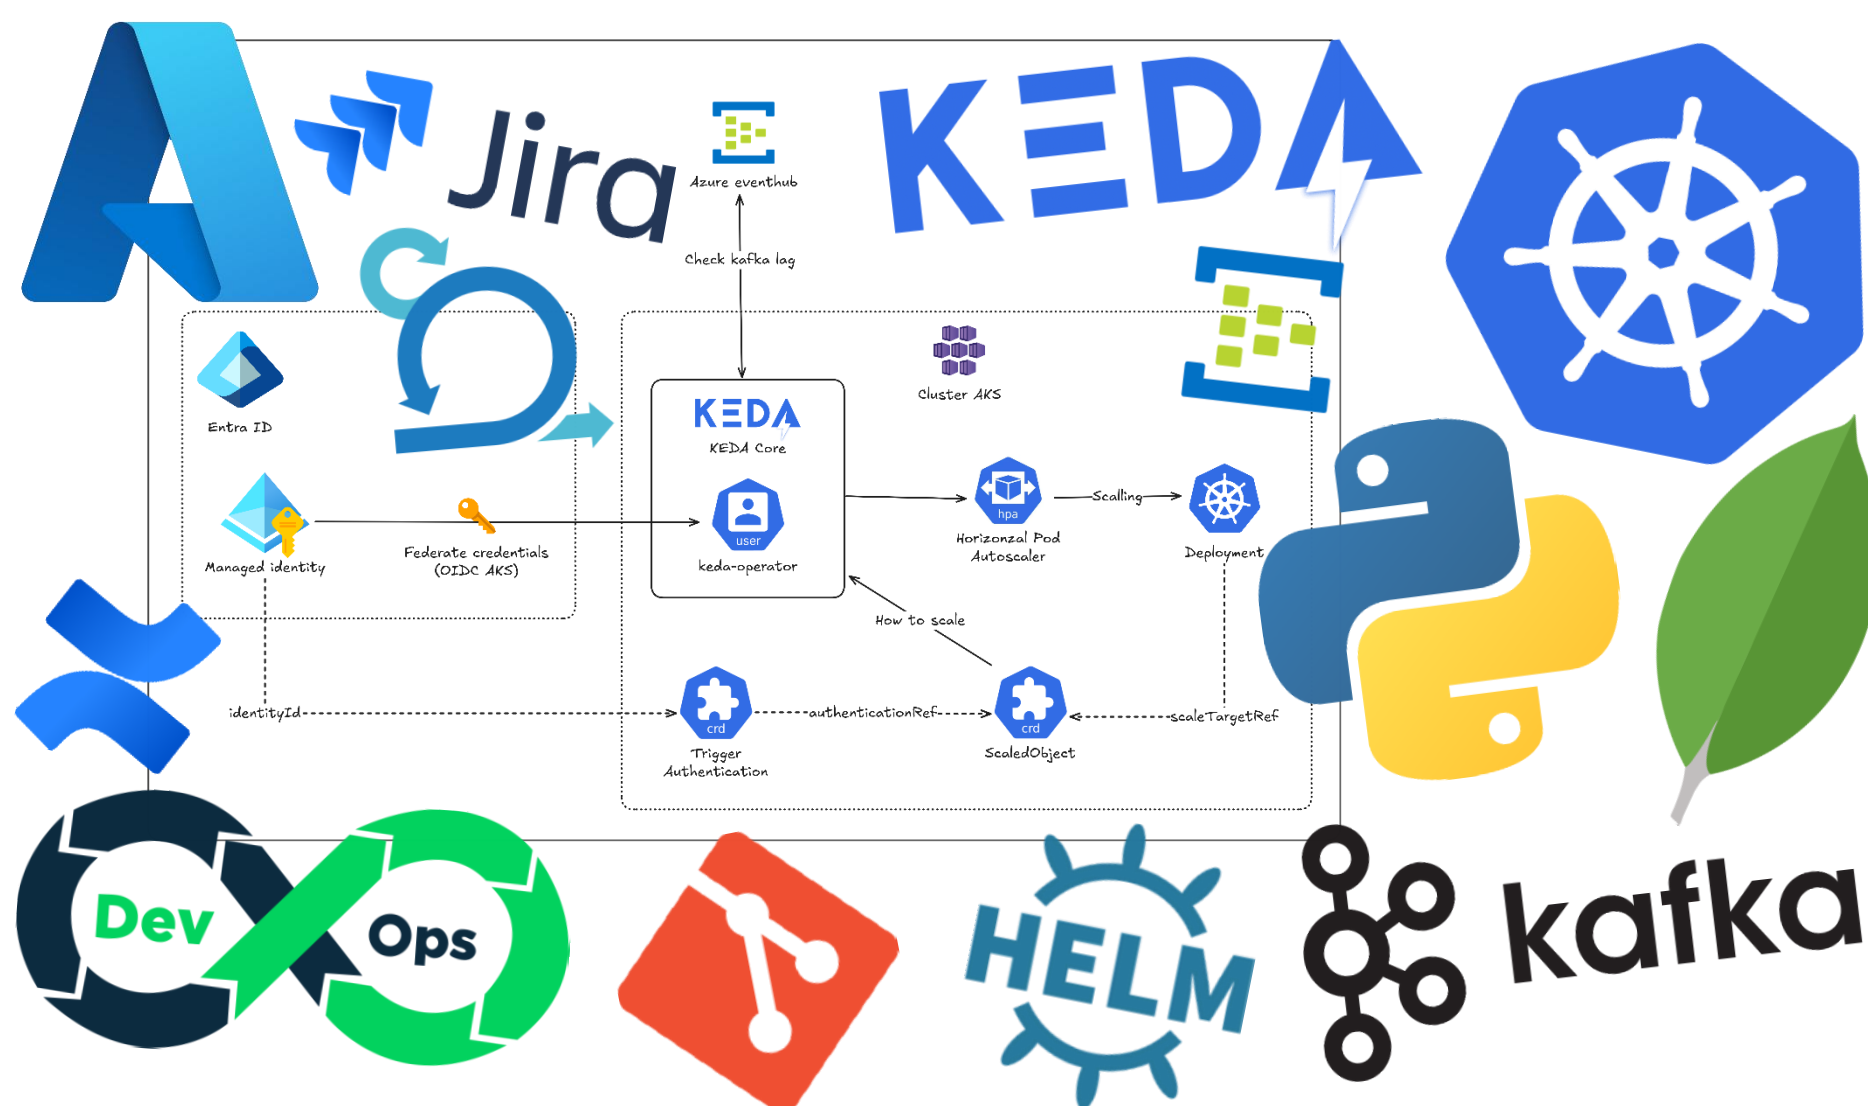 Jira
KEDA
Azure eventhub
Check kafka lag
Entra ID
Cluster AKS
KEDA
KEDA Core
hpa
Scalling
user
Horizonzal Pod
Autoscaler
Deployment
Federate credentials
(OIDC AKS)
Managed identity
keda-operator
How to scale
identityId
authenticationRef
scaleTargetRef
crd
crd
Trigger
Authentication
ScaledObject
Dev
Ops
HELM
kafka